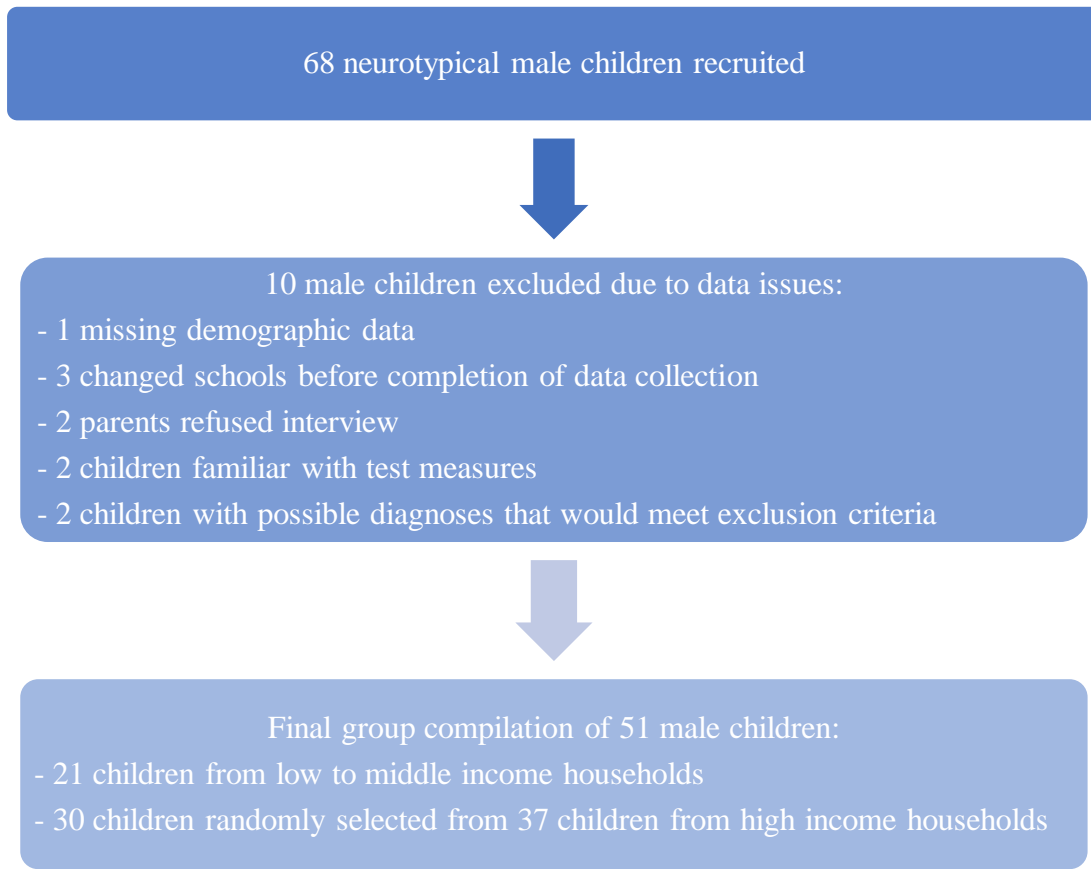 68 neurotypical male children recruited
10 male children excluded due to data issues:
- 1 missing demographic data
- 3 changed schools before completion of data collection
- 2 parents refused interview
- 2 children familiar with test measures
- 2 children with possible diagnoses that would meet exclusion criteria
Final group compilation of 51 male children:
- 21 children from low to middle income households
- 30 children randomly selected from 37 children from high income households